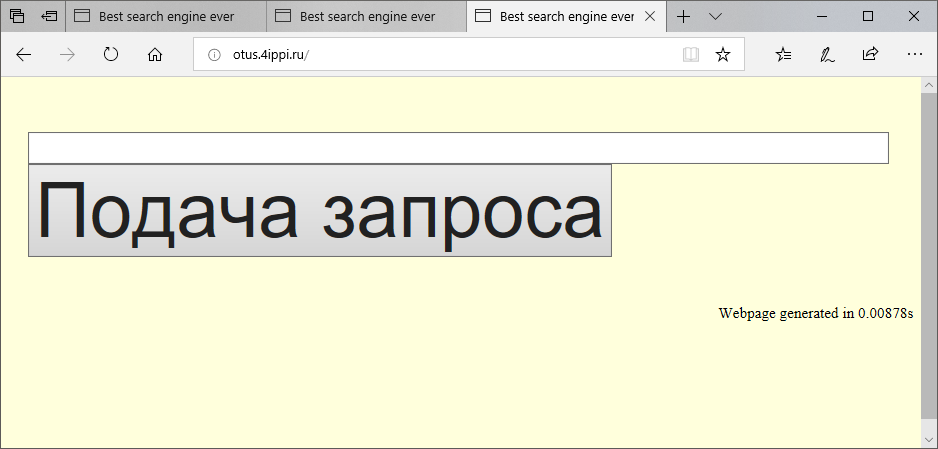 Best search engine ever
Best search engine ever
Best search engine ever
otus.4ippi.ru/
Подача запроса
Webpage generated in 0.00878s